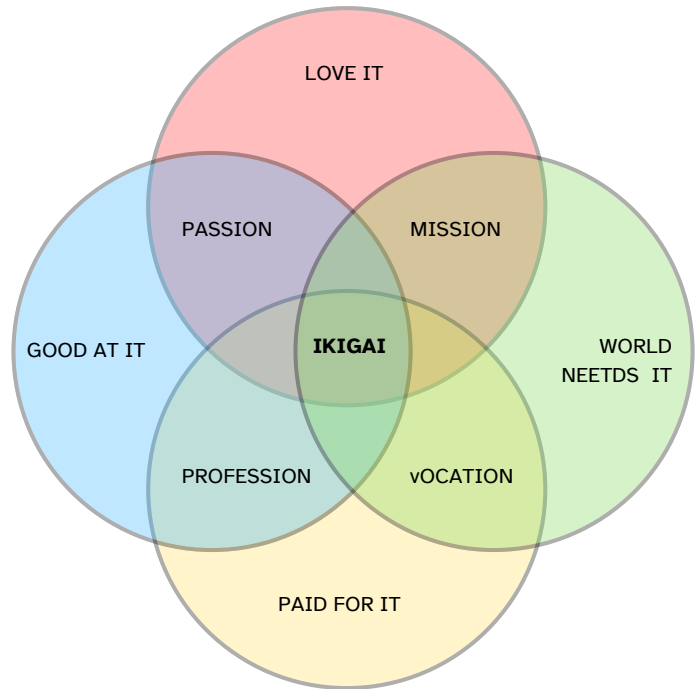 LOVE IT
PASSION
MISSION
GOOD AT IT
IKIGAI
WORLD
NEETDS  IT
PROFESSION
vOCATION
PAID FOR IT